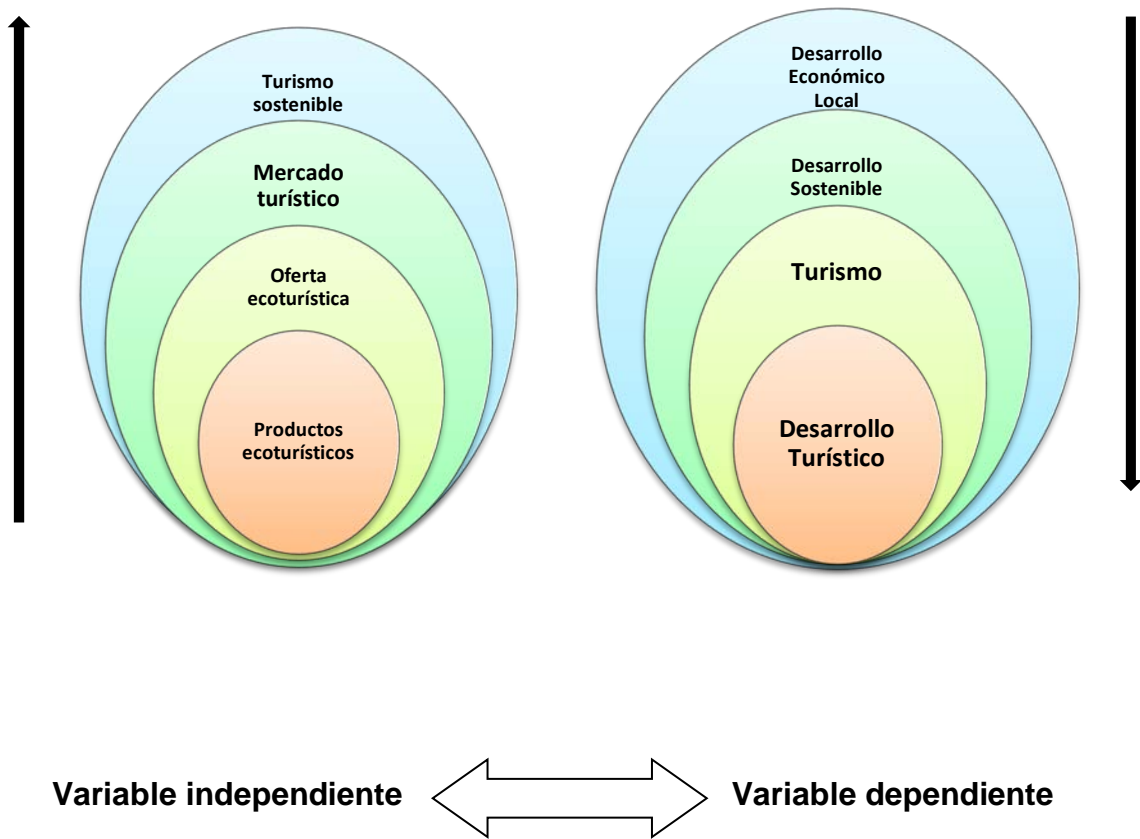 Turismo
sostenible
Mercado
turístico
Oferta
ecoturística
Productos
ecoturísticos
Desarrollo
Económico
Local
Desarrollo
Sostenible
Turismo
Desarrollo
Turístico
Variable independiente
Variable dependiente